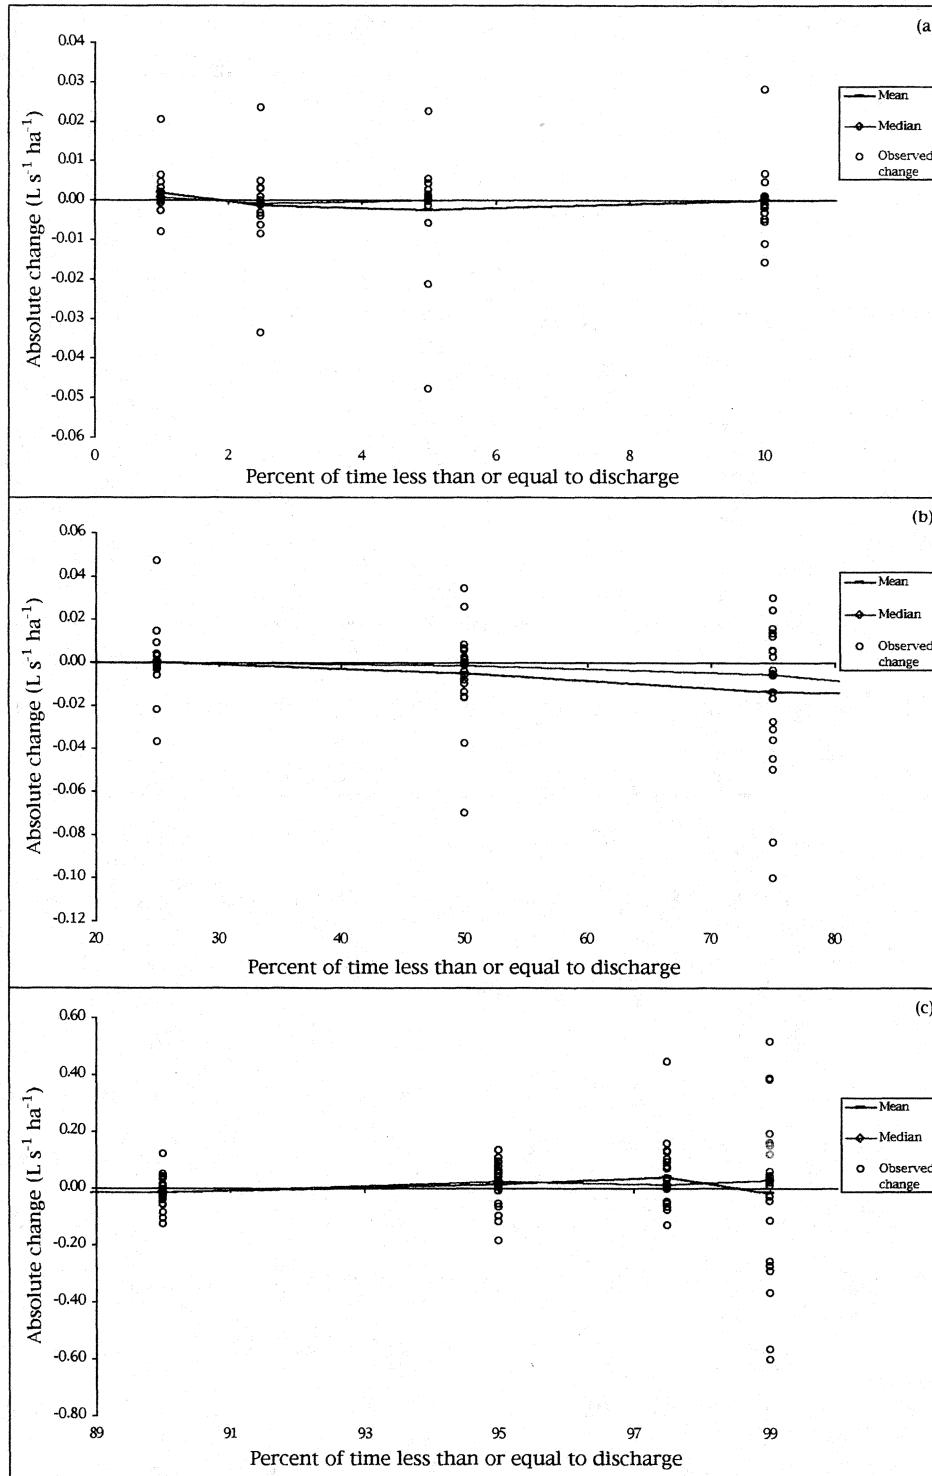 (a
0.04
0.03
0.02
0.01
0.00
-0.01
-0.02
-0.03
-0.04
-0.05
-0.06
Absolute change (L s⁻¹ ha⁻¹)
0 2 4 6 8 10
Percent of time less than or equal to discharge
Mean
Median
Observed
change
(b)
0.06
0.04
0.02
0.00
-0.02
-0.04
-0.06
-0.08
-0.10
-0.12
Absolute change (L s⁻¹ ha⁻¹)
20 30 40 50 60 70 80
Percent of time less than or equal to discharge
Mean
Median
Observed
change
(c)
0.60
0.40
0.20
0.00
-0.20
-0.40
-0.60
-0.80
Absolute change (L s⁻¹ ha⁻¹)
89 91 93 95 97 99
Percent of time less than or equal to discharge
Mean
Median
Observed
change